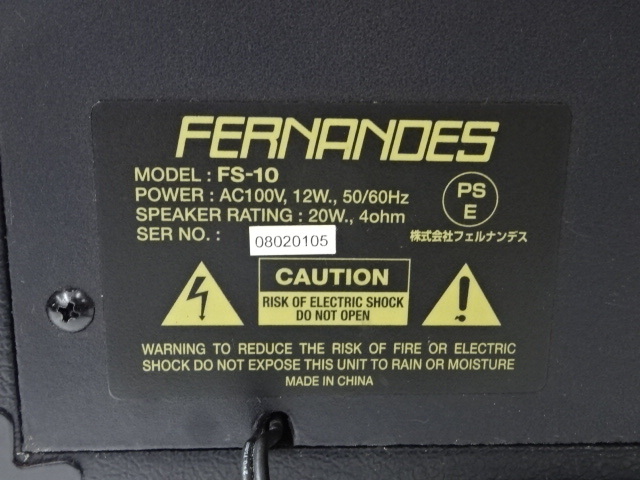 FERNANDES
MODEL : FS-10
POWER : AC100V, 12W., 50/60Hz
SPEAKER RATING : 20W., 4ohm
SER NO. : 08020105
PS
E
株式会社フェルナンデス
CAUTION
RISK OF ELECTRIC SHOCK
DO NOT OPEN
WARNING TO REDUCE THE RISK OF FIRE OR ELECTRIC
SHOCK DO NOT EXPOSE THIS UNIT TO RAIN OR MOISTURE
MADE IN CHINA